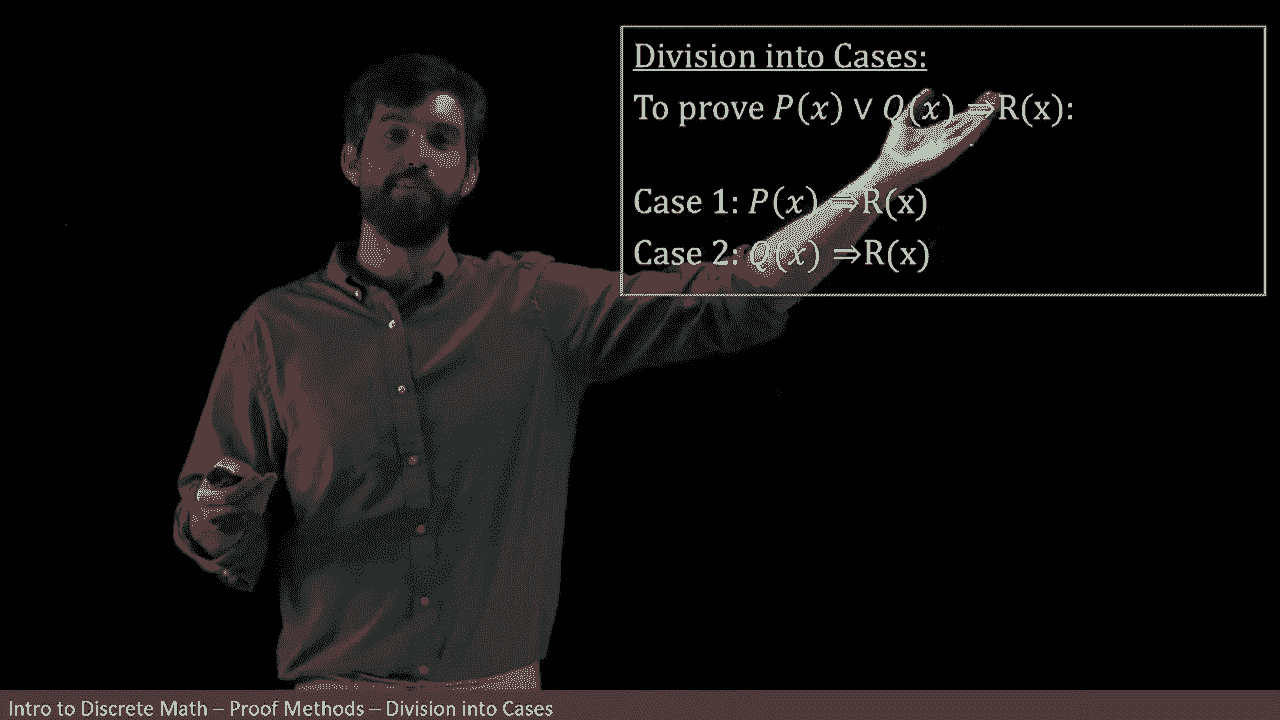 Division into Cases:
To prove P(x) ∨ Q(x) ⇒R(x):
Case 1: P(x) ⇒R(x)
Case 2: Q(x) ⇒R(x)
Intro to Discrete Math – Proof Methods – Division into Cases